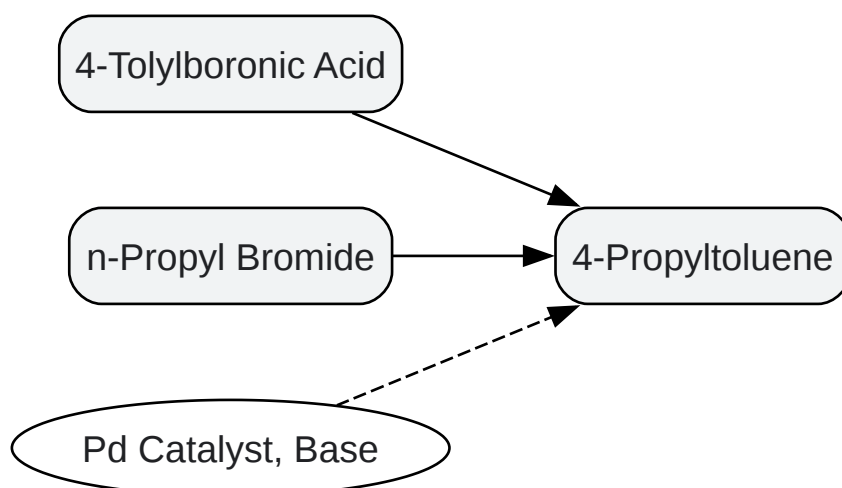 4-Tolylboronic Acid
n-Propyl Bromide
4-Propyltoluene
Pd Catalyst, Base